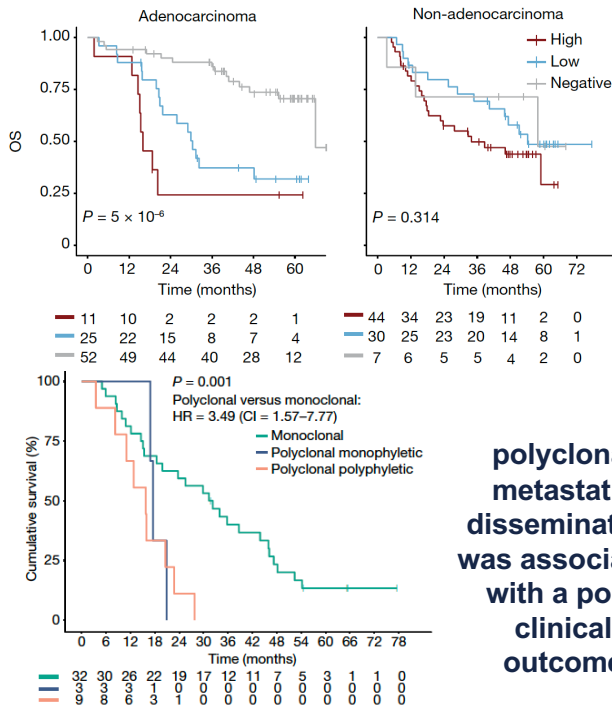 Adenocarcinoma
Non-adenocarcinoma
OS
1.00
0.75
0.50
0.25
0
P = 5 × 10⁻⁶
0 12 24 36 48 60
Time (months)
High
Low
Negative
P = 0.314
0 12 24 36 48 60 72
Time (months)
11 10 2 2 2 1
25 22 15 8 7 4
52 49 44 40 28 12
44 34 23 19 11 2 0
30 25 23 20 14 8 1
7 6 5 5 4 2 0
Cumulative survival (%)
100
75
50
25
0
P = 0.001
Polyclonal versus monoclonal:
HR = 3.49 (CI = 1.57–7.77)
Monoclonal
Polyclonal monophyletic
Polyclonal polyphyletic
0 6 12 18 24 30 36 42 48 54 60 66 72 78
Time (months)
32 30 26 22 19 17 12 11 7 5 3 1 1 0
3 3 3 1 0 0 0 0 0 0 0 0 0 0
9 8 6 3 1 0 0 0 0 0 0 0 0 0
polyclona
metastat
disseminat
was associa
with a po
clinical
outcome